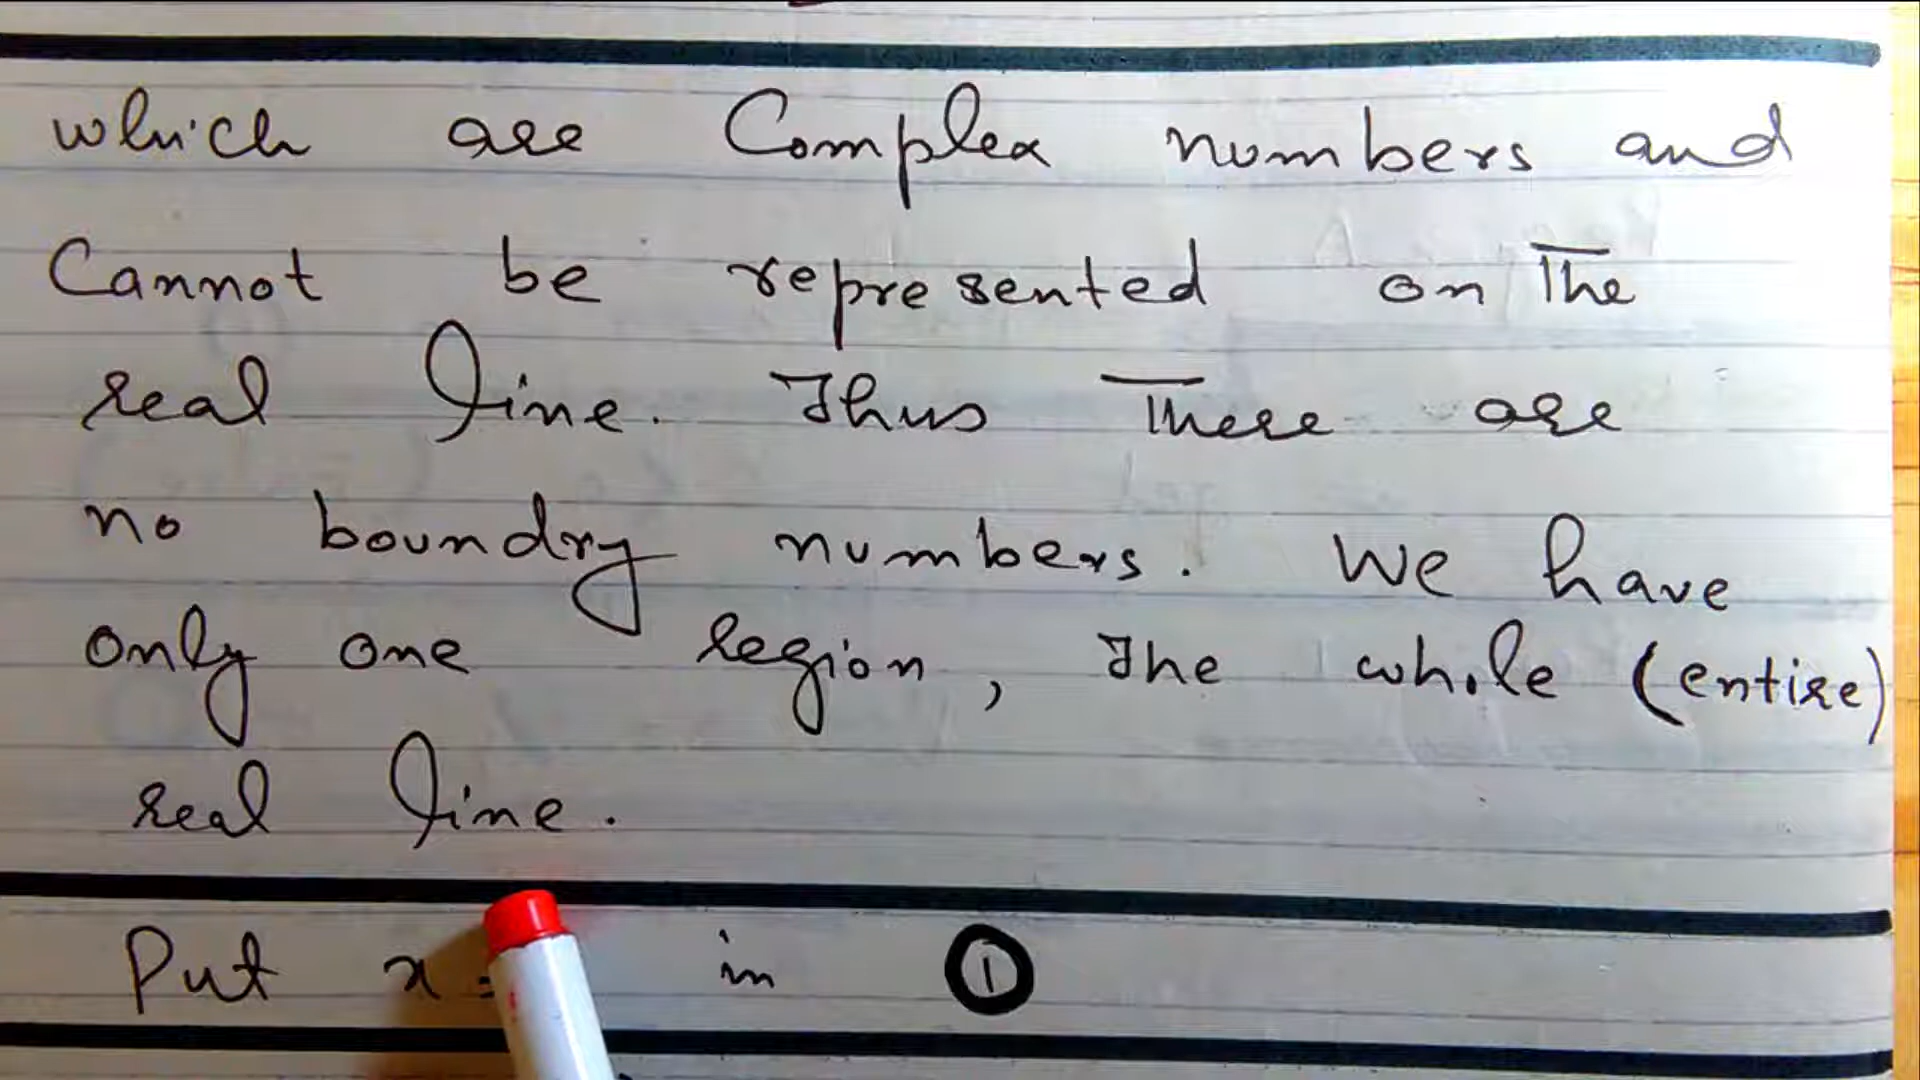 which are Complex numbers and
Cannot be represented on The
real line. Thus There are
no boundry numbers. We have
only one region, The whole (entire)
real line.
Put x = in ①